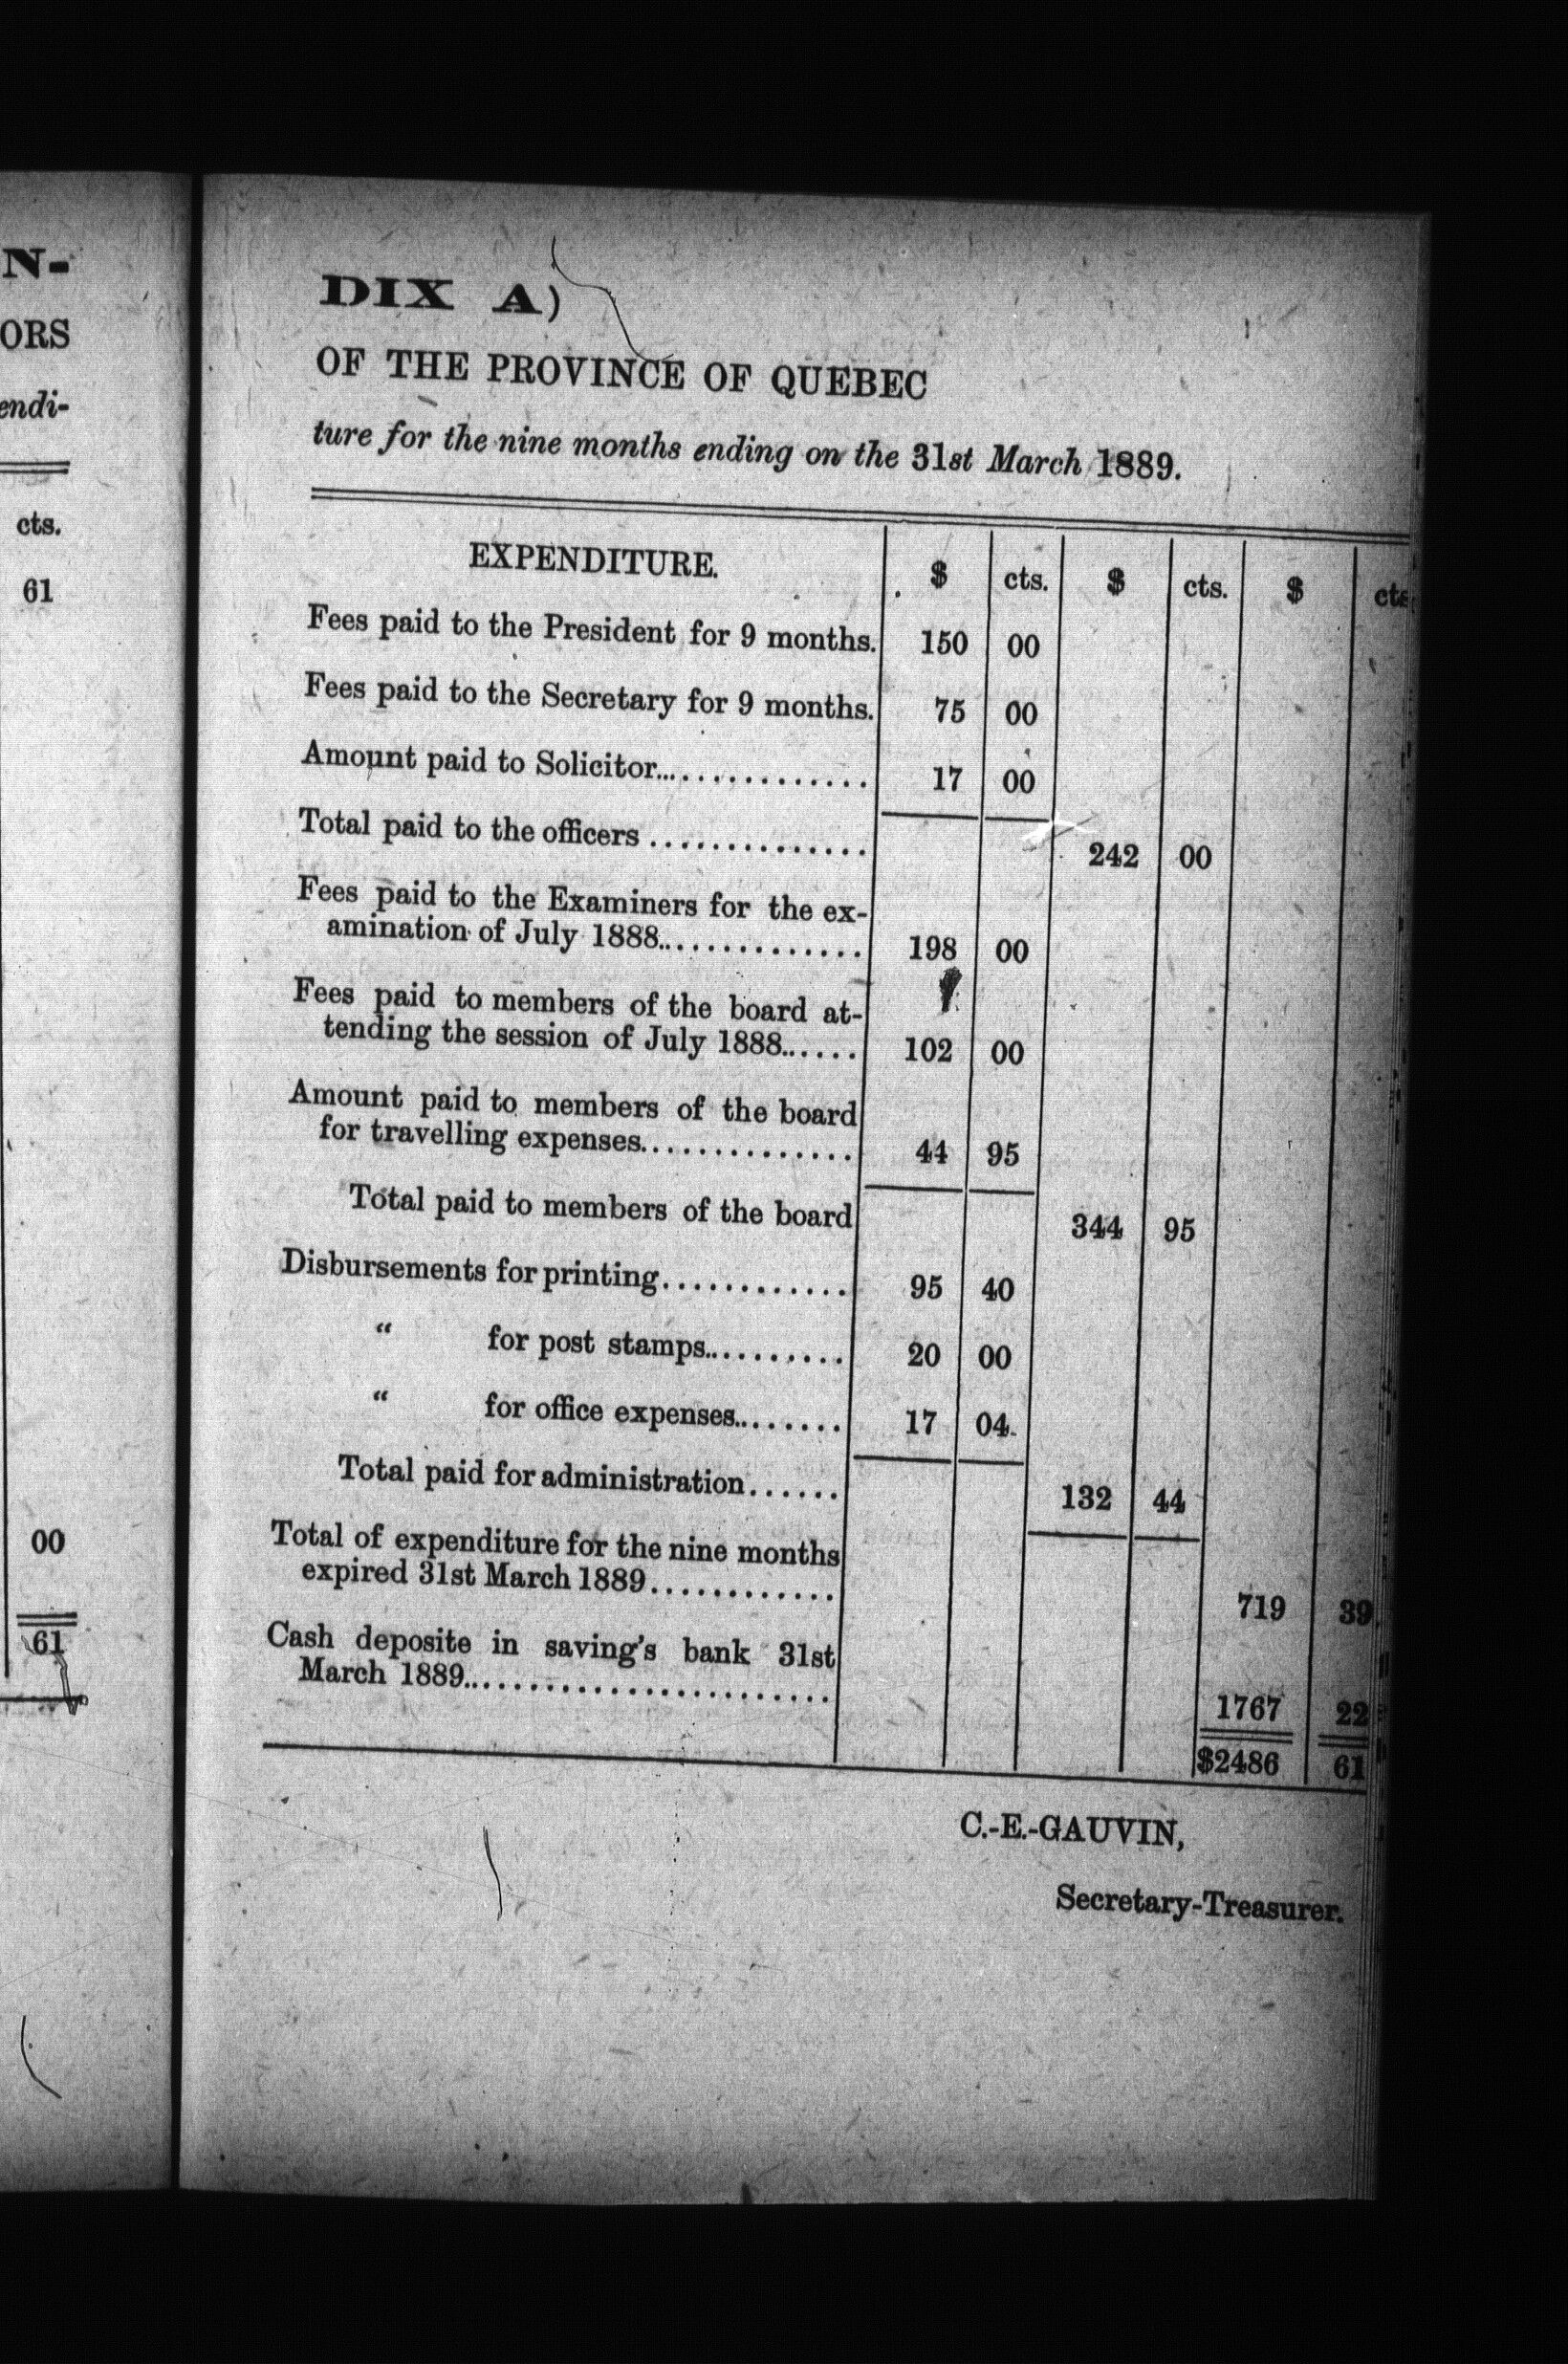 N-
ORS
endi-
cts.
61
00
61
DIX A)
OF THE PROVINCE OF QUEBEC
ture for the nine months ending on the 31st March 1889.
EXPENDITURE. $ cts. $ cts. $ cts
Fees paid to the President for 9 months. 150 00
Fees paid to the Secretary for 9 months. 75 00
Amount paid to Solicitor............... 17 00
Total paid to the officers .............. 242 00
Fees paid to the Examiners for the ex-
amination of July 1888.............. 198 00
Fees paid to members of the board at-
tending the session of July 1888...... 102 00
Amount paid to members of the board
for travelling expenses.............. 44 95
Total paid to members of the board 344 95
Disbursements for printing............ 95 40
“ for post stamps.......... 20 00
“ for office expenses........ 17 04
Total paid for administration...... 132 44
Total of expenditure for the nine months
expired 31st March 1889............ 719 39
Cash deposite in saving's bank 31st
March 1889........................ 1767 22
$2486 61
C.-E.-GAUVIN,
Secretary-Treasurer.